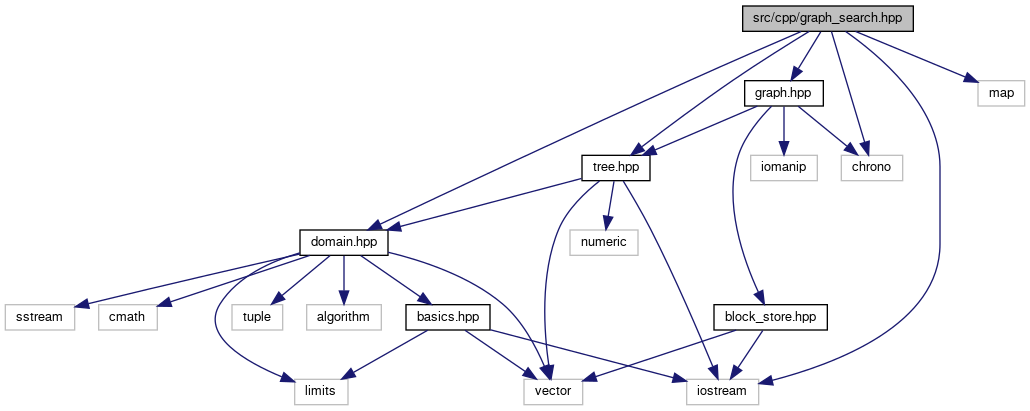 src/cpp/graph_search.hpp
graph.hpp
map
tree.hpp
iomanip
chrono
domain.hpp
numeric
sstream
cmath
tuple
algorithm
basics.hpp
block_store.hpp
limits
vector
iostream